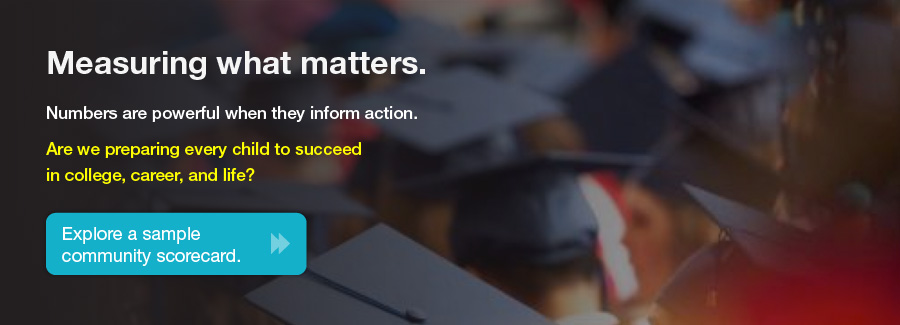 Measuring what matters.
Numbers are powerful when they inform action.
Are we preparing every child to succeed
in college, career, and life?
Explore a sample
community scorecard.